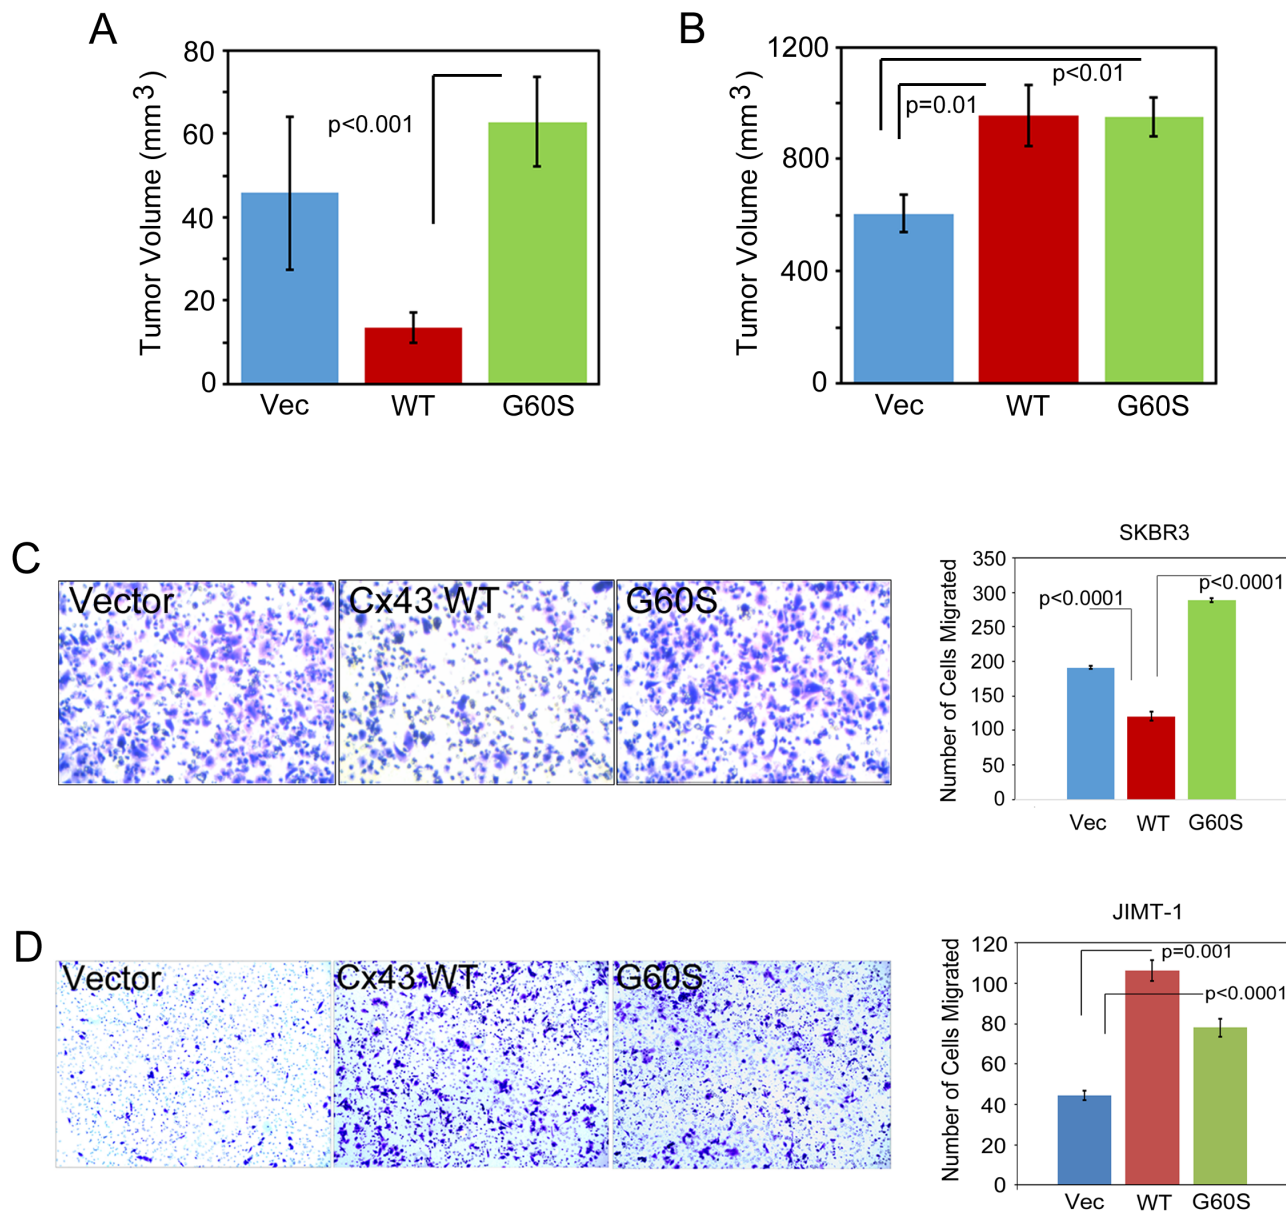 A
Tumor Volume (mm3)
80
60
40
20
0
p<0.001
Vec
WT
G60S
B
Tumor Volume (mm3)
1200
800
400
0
p<0.01
p=0.01
Vec
WT
G60S
C
Vector
Cx43 WT
G60S
SKBR3
Number of Cells Migrated
350
300
250
200
150
100
50
0
p<0.0001
p<0.0001
Vec
WT
G60S
D
Vector
Cx43 WT
G60S
JIMT-1
Number of Cells Migrated
120
100
80
60
40
20
0
p=0.001
p<0.0001
Vec
WT
G60S